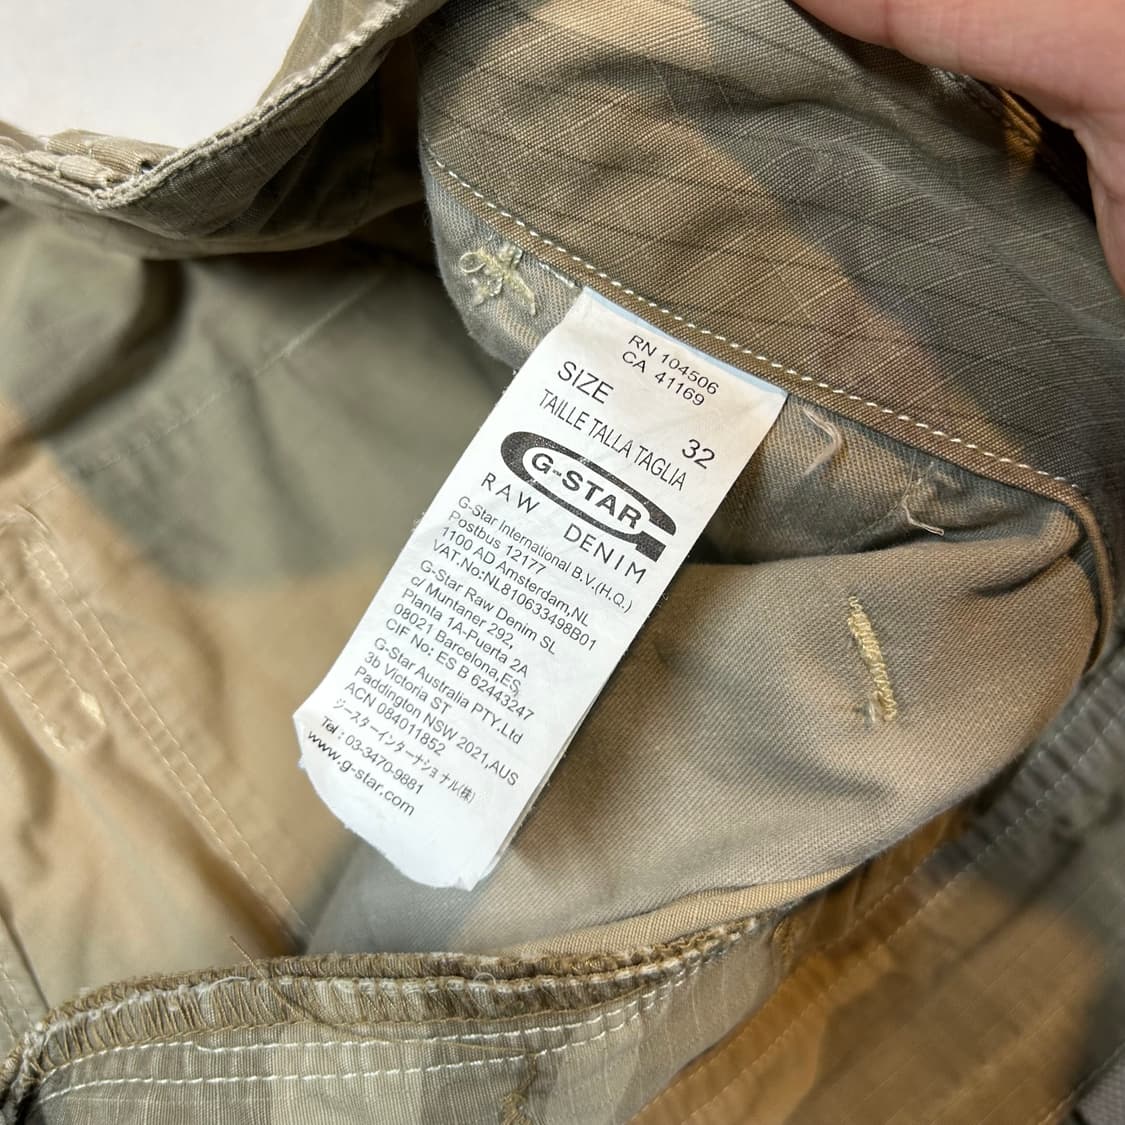 RN 104506
CA 41169
SIZE
32
TAILLE TALLA TAGLIA
G-STAR
RAW DENIM
G-Star International B.V.(H.Q.)
Postbus 12177
1100 AD Amsterdam,NL
VAT.No:NL810633498B01
G-Star Raw Denim SL
c/ Muntaner 292,
Planta 1A-Puerta 2A
08021 Barcelona,ES,
CIF No: ES B 62443247
G-Star Australia PTY.Ltd
3b Victoria ST
Paddington NSW 2021,AUS
ACN 084011852
ジースターインターナショナル(株)
Tel : 03-3470-9881
www.g-star.com